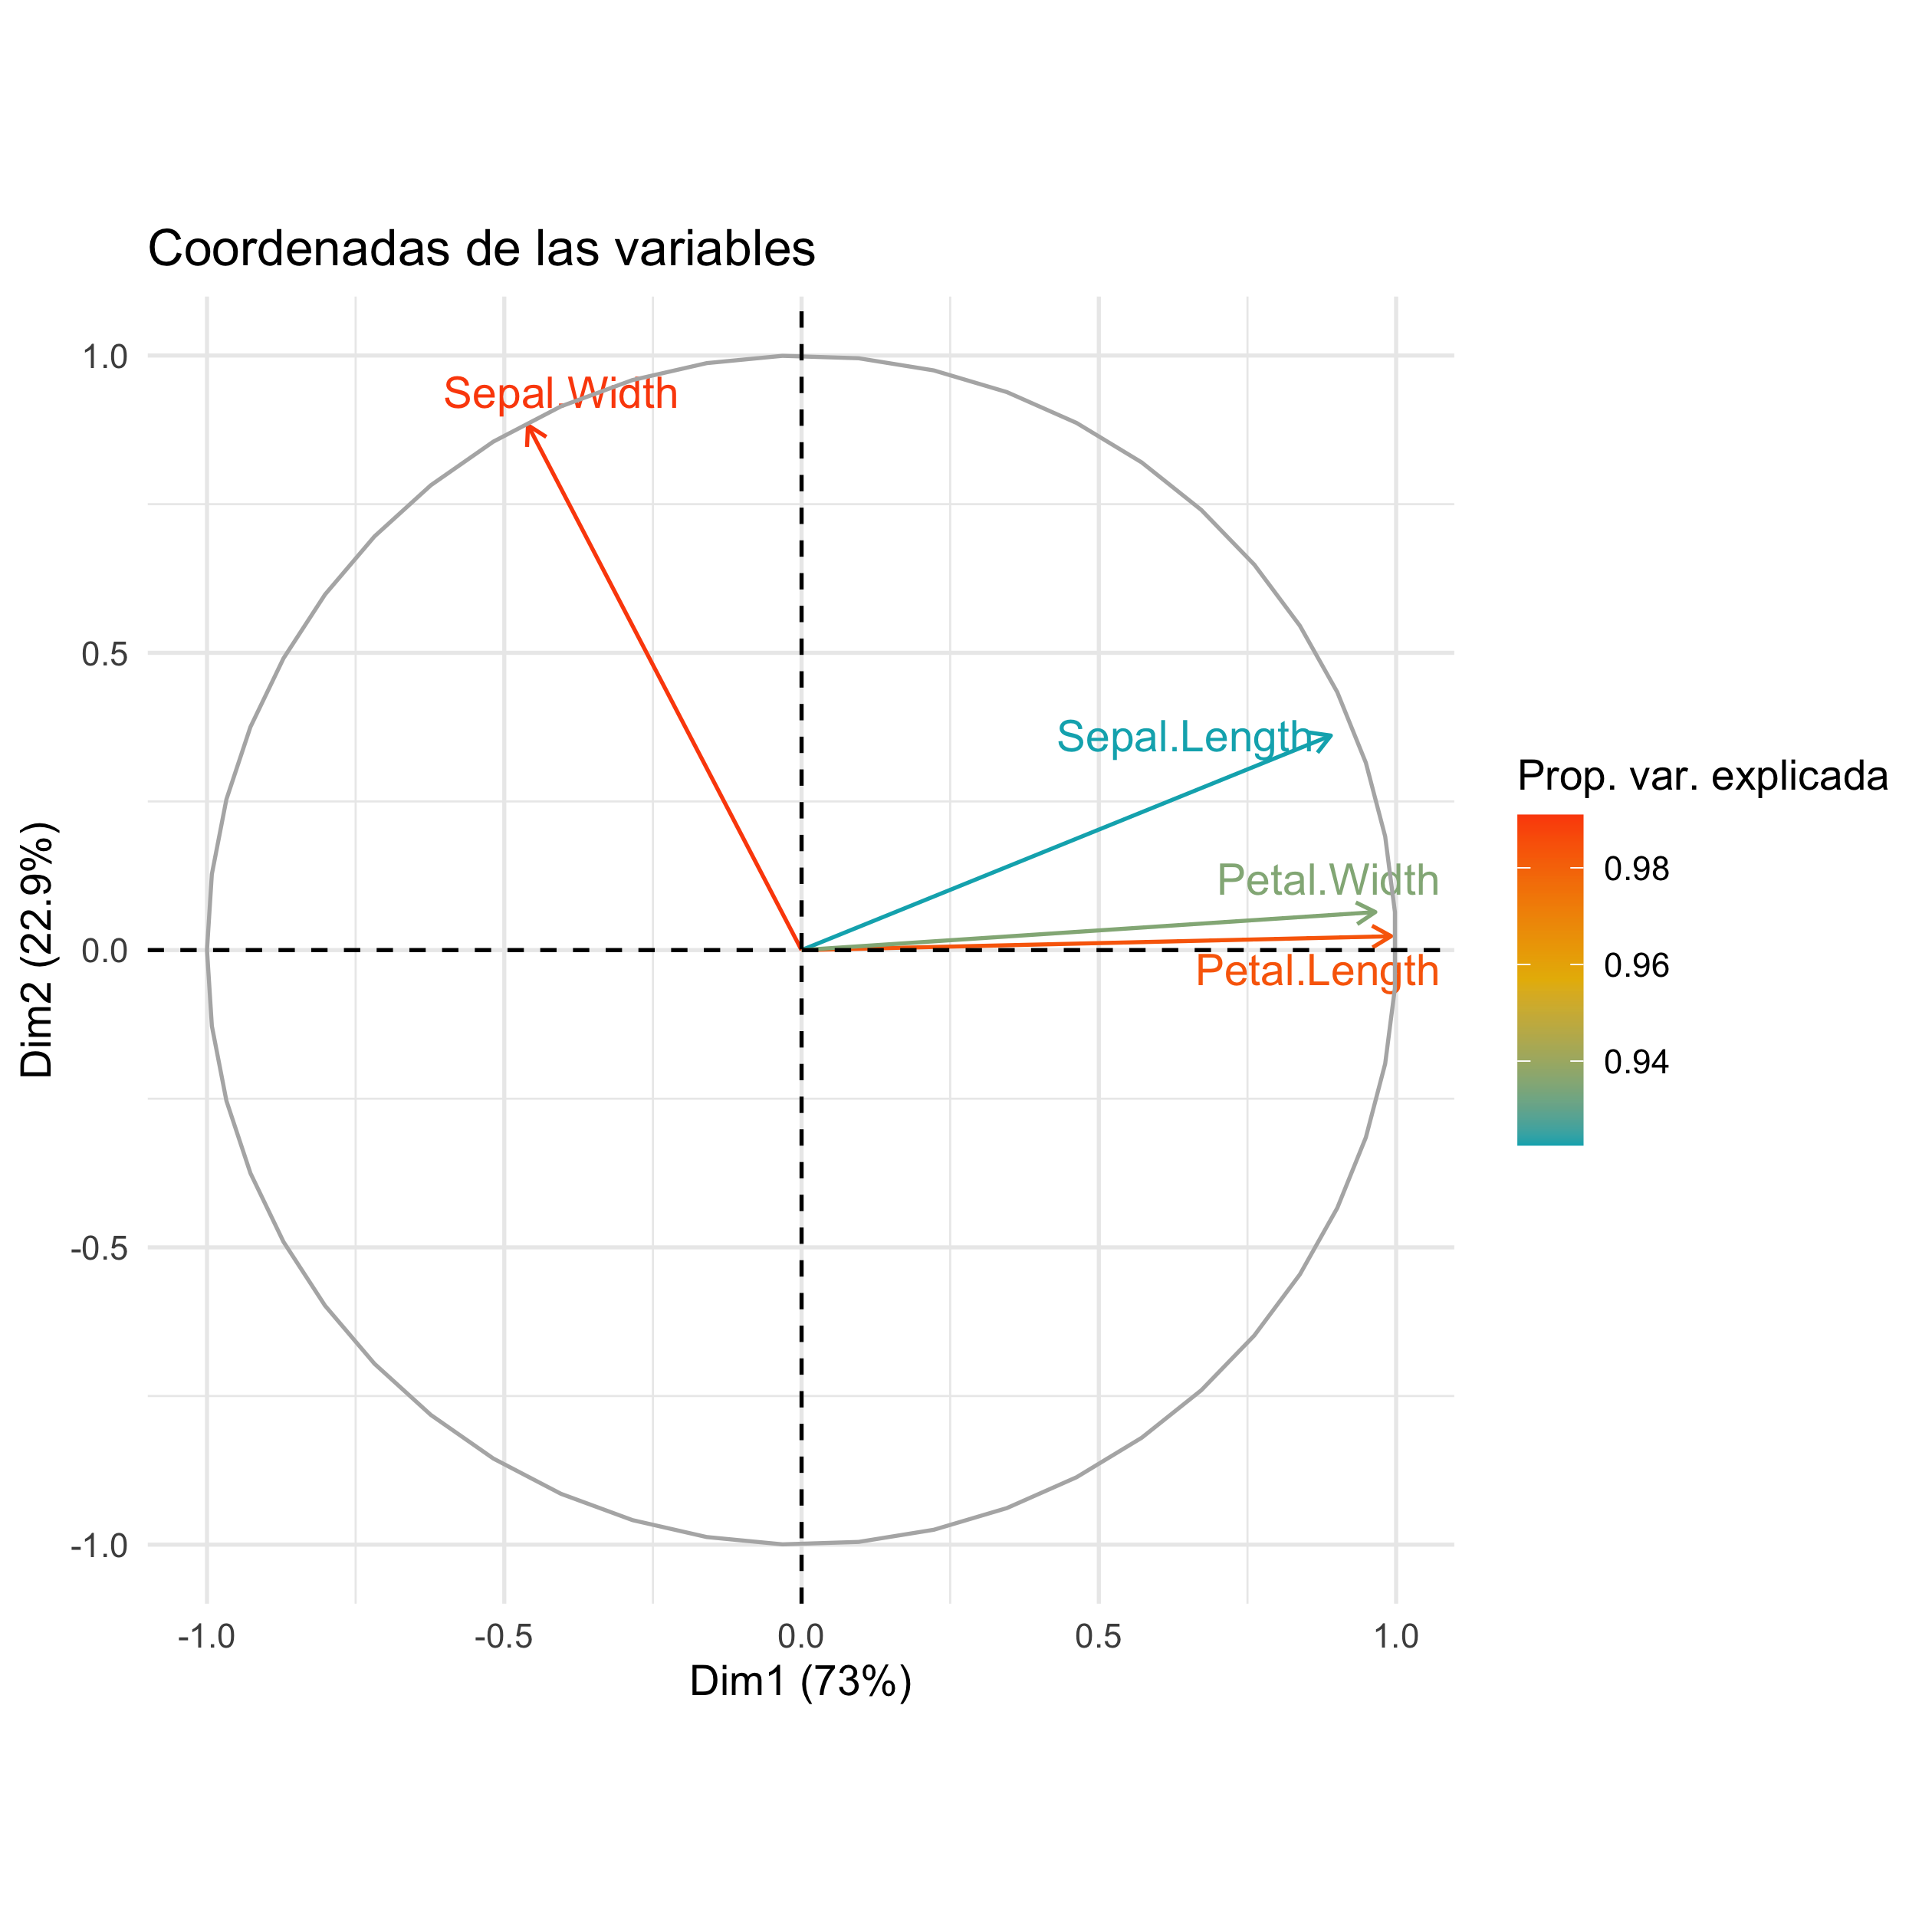 Coordenadas de las variables
1.0
0.5
0.0
-0.5
-1.0
Dim2 (22.9%)
Sepal.Width
Sepal.Length
Petal.Width
Petal.Length
-1.0
-0.5
0.0
0.5
1.0
Dim1 (73%)
Prop. var. explicada
0.98
0.96
0.94